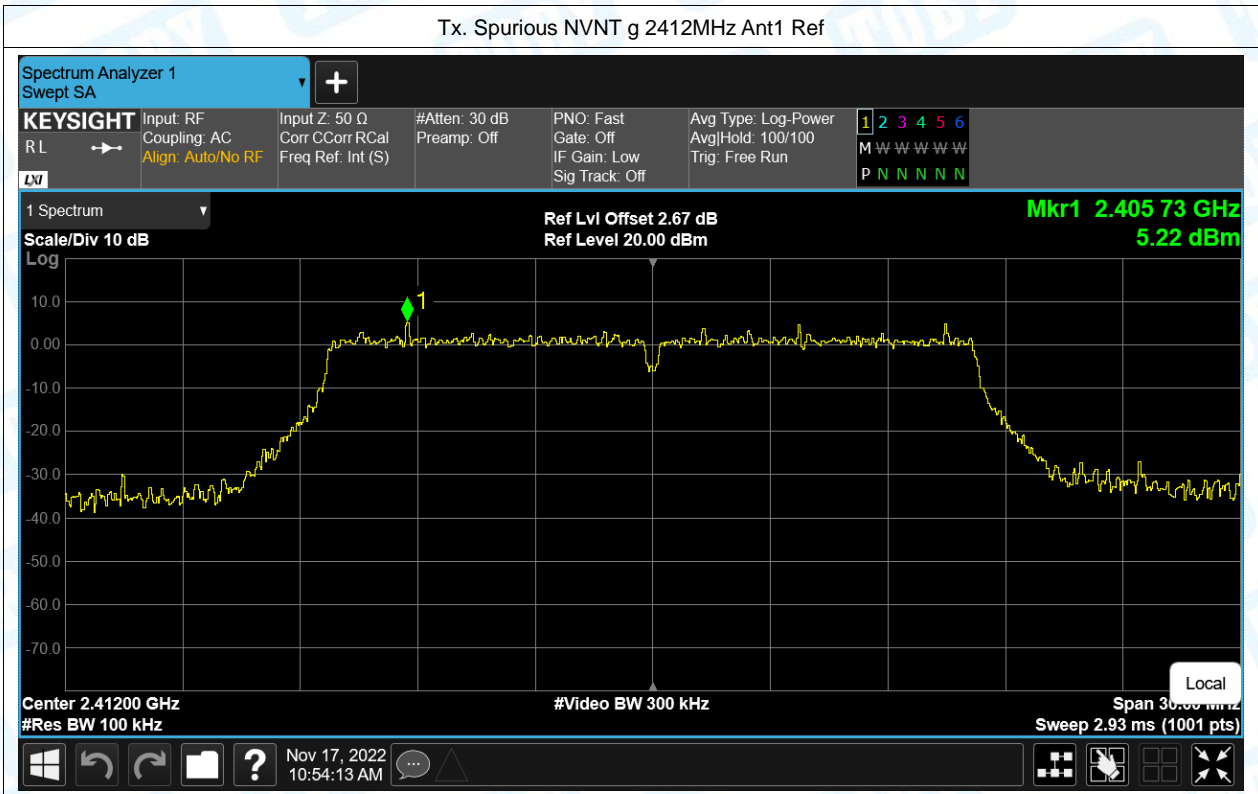 Tx. Spurious NVNT g 2412MHz Ant1 Ref
Spectrum Analyzer 1
Swept SA
KEYSIGHT
RL
LXI
Input: RF
Coupling: AC
Align: Auto/No RF
Input Z: 50 Ω
Corr CCorr RCal
Freq Ref: Int (S)
#Atten: 30 dB
Preamp: Off
PNO: Fast
Gate: Off
IF Gain: Low
Sig Track: Off
Avg Type: Log-Power
Avg|Hold: 100/100
Trig: Free Run
1 2 3 4 5 6
M W W W W W
P N N N N N
1 Spectrum
Scale/Div 10 dB
Log
Ref Lvl Offset 2.67 dB
Ref Level 20.00 dBm
Mkr1 2.405 73 GHz
5.22 dBm
1
10.0
0.00
-10.0
-20.0
-30.0
-40.0
-50.0
-60.0
-70.0
Local
Center 2.41200 GHz
#Video BW 300 kHz
Span 30.00 MHz
#Res BW 100 kHz
Sweep 2.93 ms (1001 pts)
?
Nov 17, 2022
10:54:13 AM